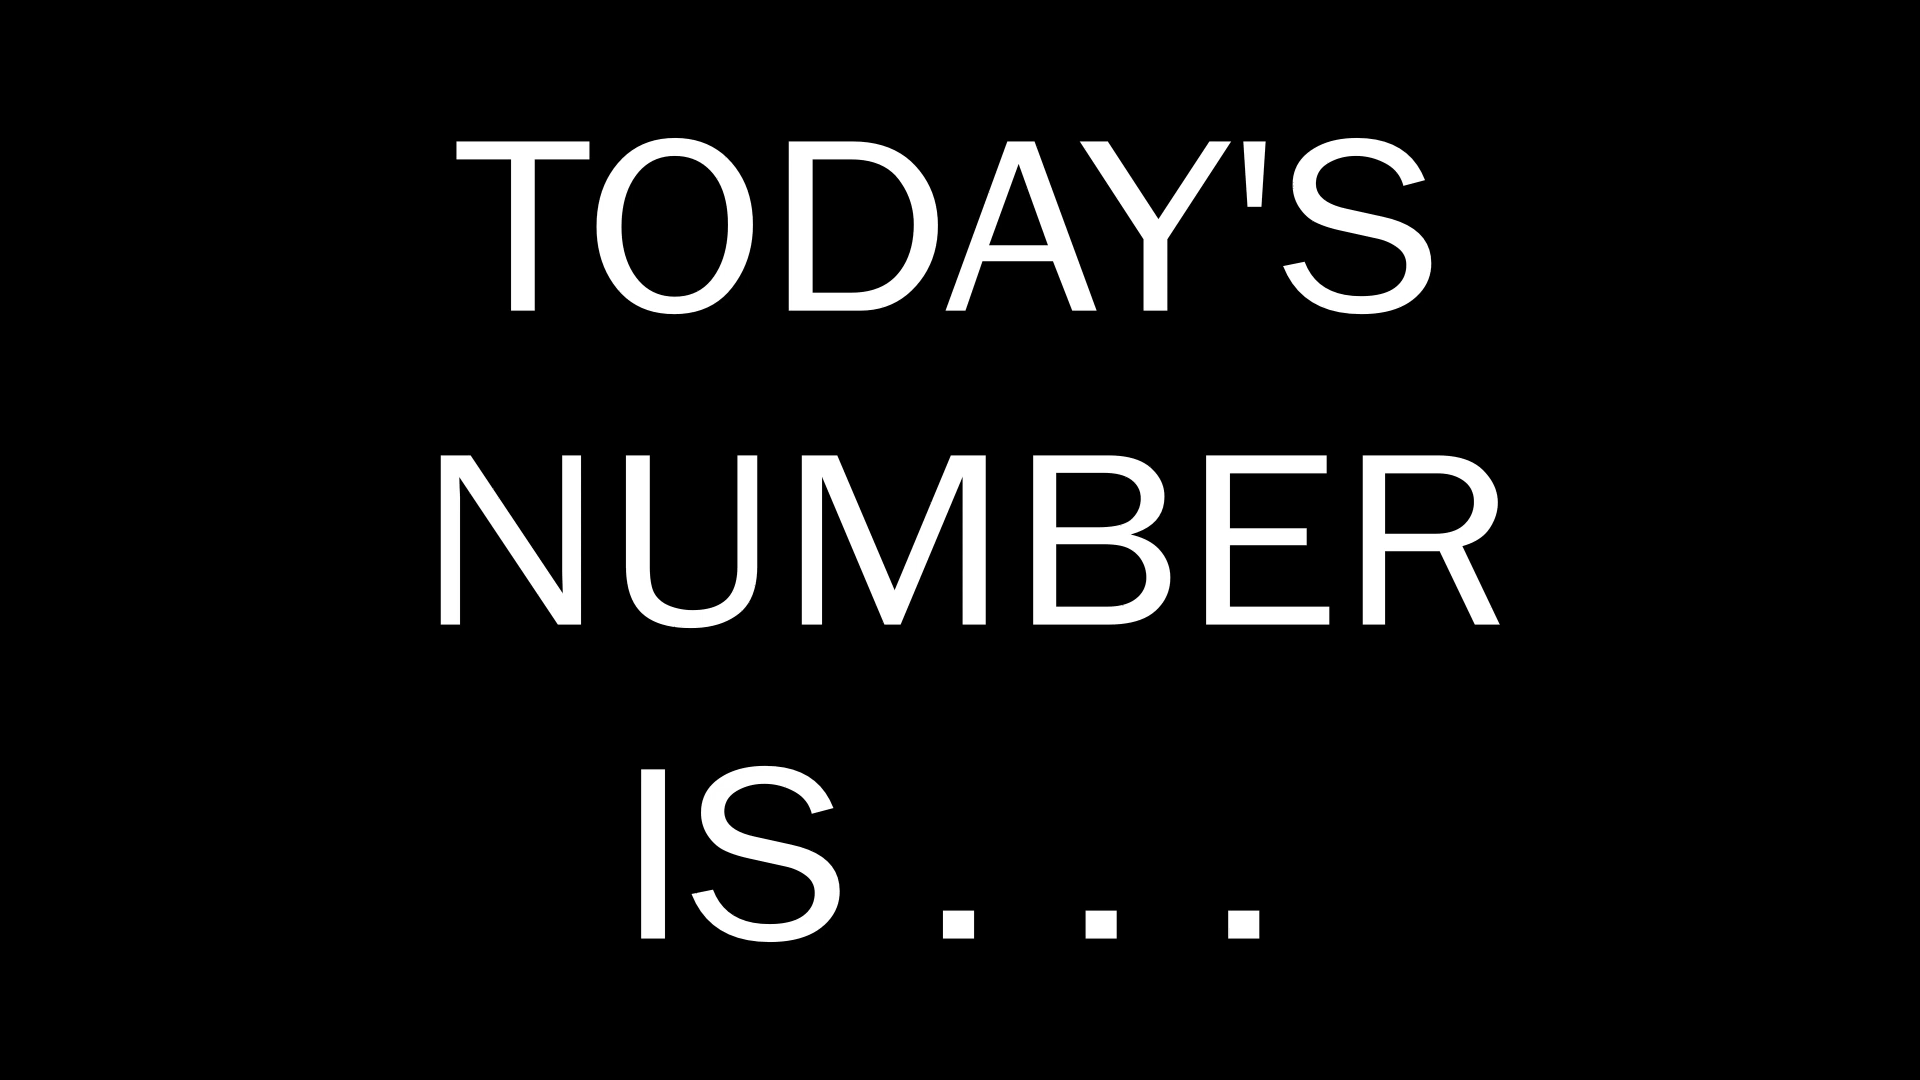 TODAY'S
NUMBER
IS . . .